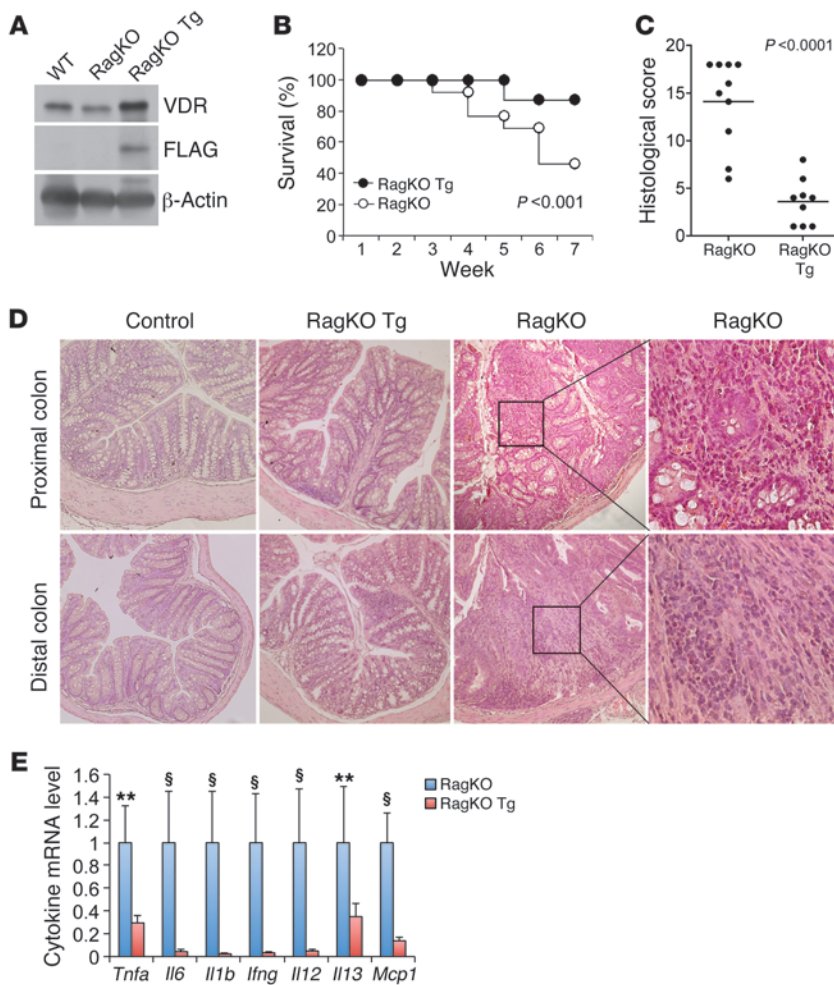 A
WT
RagKO
RagKO Tg
VDR
FLAG
β-Actin
B
Survival (%)
120
100
80
60
40
20
0
RagKO Tg
RagKO
P<0.001
1 2 3 4 5 6 7
Week
C
Histological score
20
15
10
5
0
P<0.0001
RagKO
RagKO
Tg
D
Control
RagKO Tg
RagKO
RagKO
Proximal colon
Distal colon
E
Cytokine mRNA level
1.6
1.4
1.2
1
0.8
0.6
0.4
0.2
0
** § § § § ** §
RagKO
RagKO Tg
Tnfa Il6 Il1b Ifng Il12 Il13 Mcp1